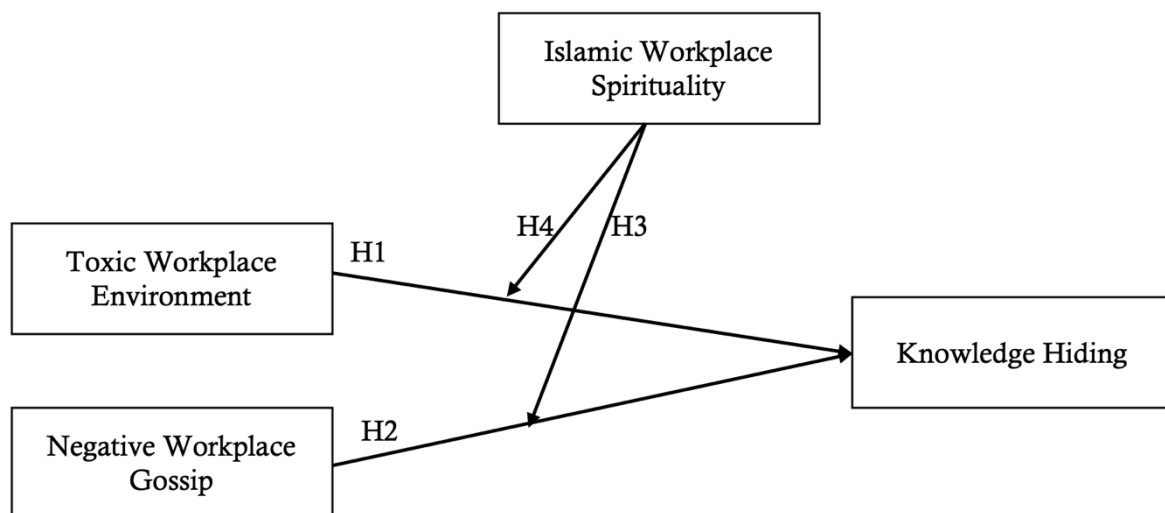 Islamic Workplace
Spirituality
H4
H3
H1
Toxic Workplace
Environment
Knowledge Hiding
H2
Negative Workplace
Gossip